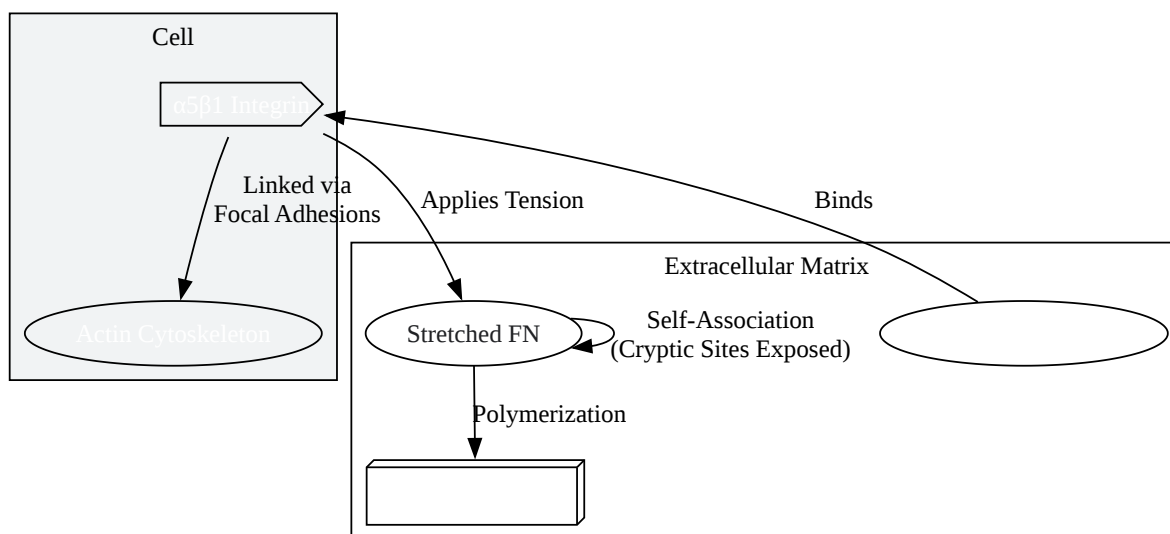 Cell
α5β1 Integrin
Linked via
Focal Adhesions
Applies Tension
Binds
Extracellular Matrix
Actin Cytoskeleton
Stretched FN
Self-Association
(Cryptic Sites Exposed)
Polymerization